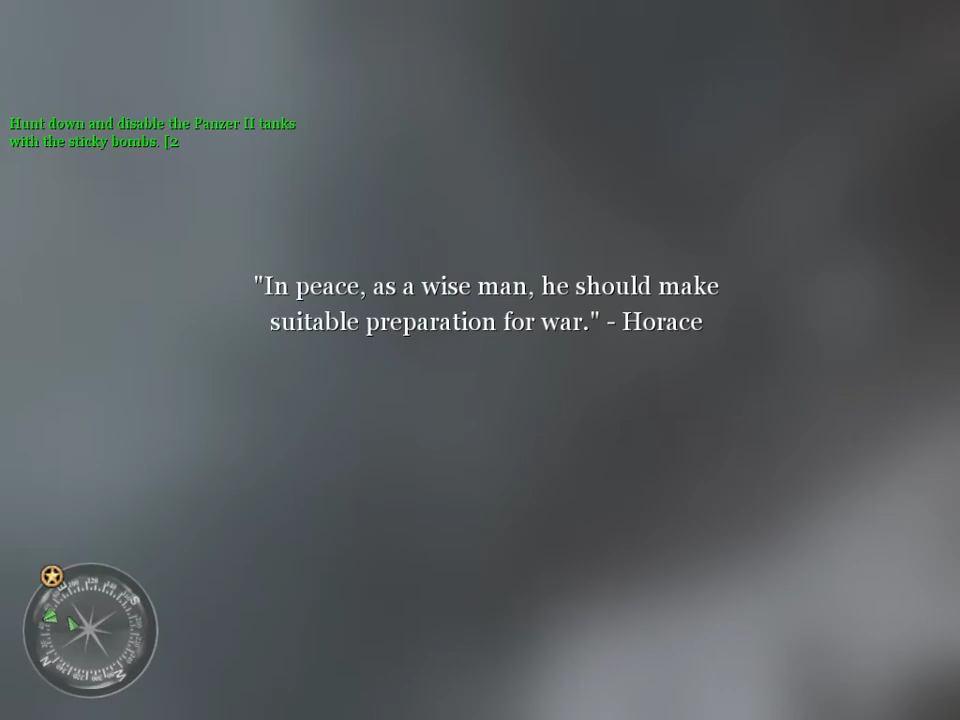 Hunt down and disable the Panzer II tanks
with the sticky bombs. [2
"In peace, as a wise man, he should make
suitable preparation for war." - Horace